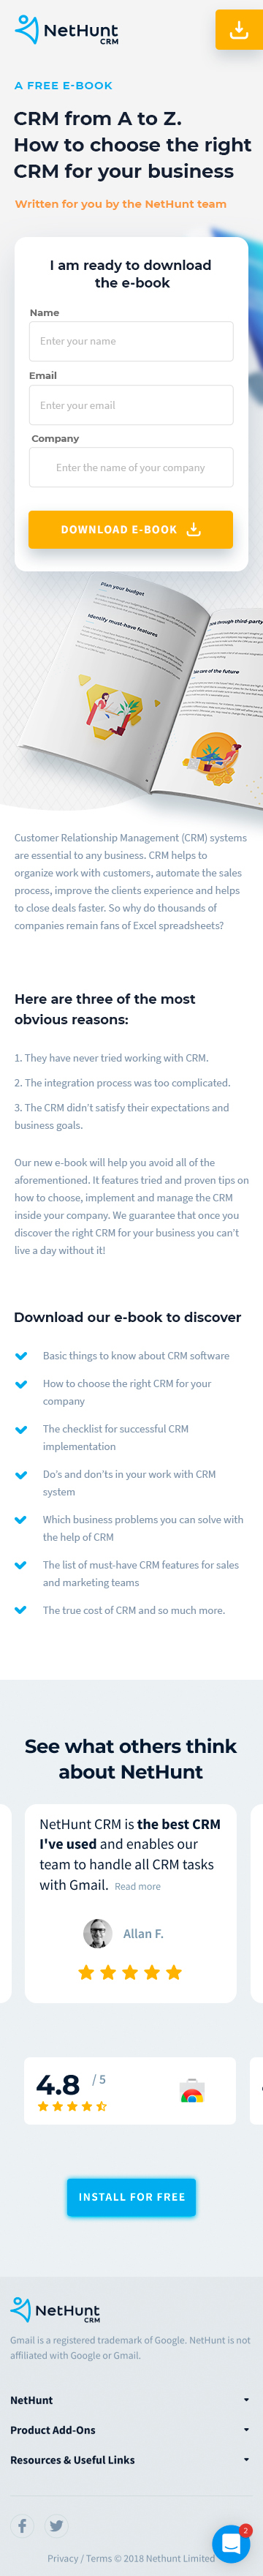 NetHunt
CRM
A FREE E-BOOK
CRM from A to Z.
How to choose the right
CRM for your business
Written for you by the NetHunt team
I am ready to download
the e-book
Name
Enter your name
Email
Enter your email
Company
Enter the name of your company
DOWNLOAD E-BOOK
Plan your budget
Identify must-have features
through third-party
care of the future
Customer Relationship Management (CRM) systems
are essential to any business. CRM helps to
organize work with customers, automate the sales
process, improve the clients experience and helps
to close deals faster. So why do thousands of
companies remain fans of Excel spreadsheets?
Here are three of the most
obvious reasons:
1. They have never tried working with CRM.
2. The integration process was too complicated.
3. The CRM didn't satisfy their expectations and
business goals.
Our new e-book will help you avoid all of the
aforementioned. It features tried and proven tips on
how to choose, implement and manage the CRM
inside your company. We guarantee that once you
discover the right CRM for your business you can't
live a day without it!
Download our e-book to discover
Basic things to know about CRM software
How to choose the right CRM for your
company
The checklist for successful CRM
implementation
Do's and don'ts in your work with CRM
system
Which business problems you can solve with
the help of CRM
The list of must-have CRM features for sales
and marketing teams
The true cost of CRM and so much more.
See what others think
about NetHunt
NetHunt CRM is the best CRM
I've used and enables our
team to handle all CRM tasks
with Gmail. Read more
Allan F.
4.8 / 5
INSTALL FOR FREE
NetHunt
CRM
Gmail is a registered trademark of Google. NetHunt is not
affiliated with Google or Gmail.
NetHunt
Product Add-Ons
Resources & Useful Links
2
Privacy / Terms © 2018 Nethunt Limited